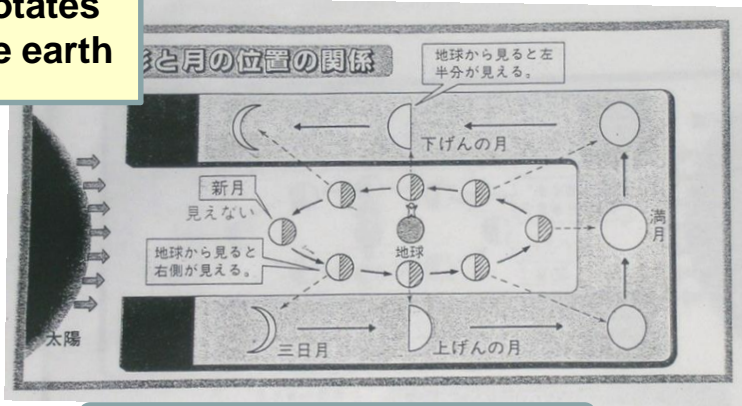 otates
e earth
と月の位置の関係
地球から見ると左
半分が見える。
下げんの月
新月
見えない
地球
満月
地球から見ると
右側が見える。
太陽
三日月
上げんの月